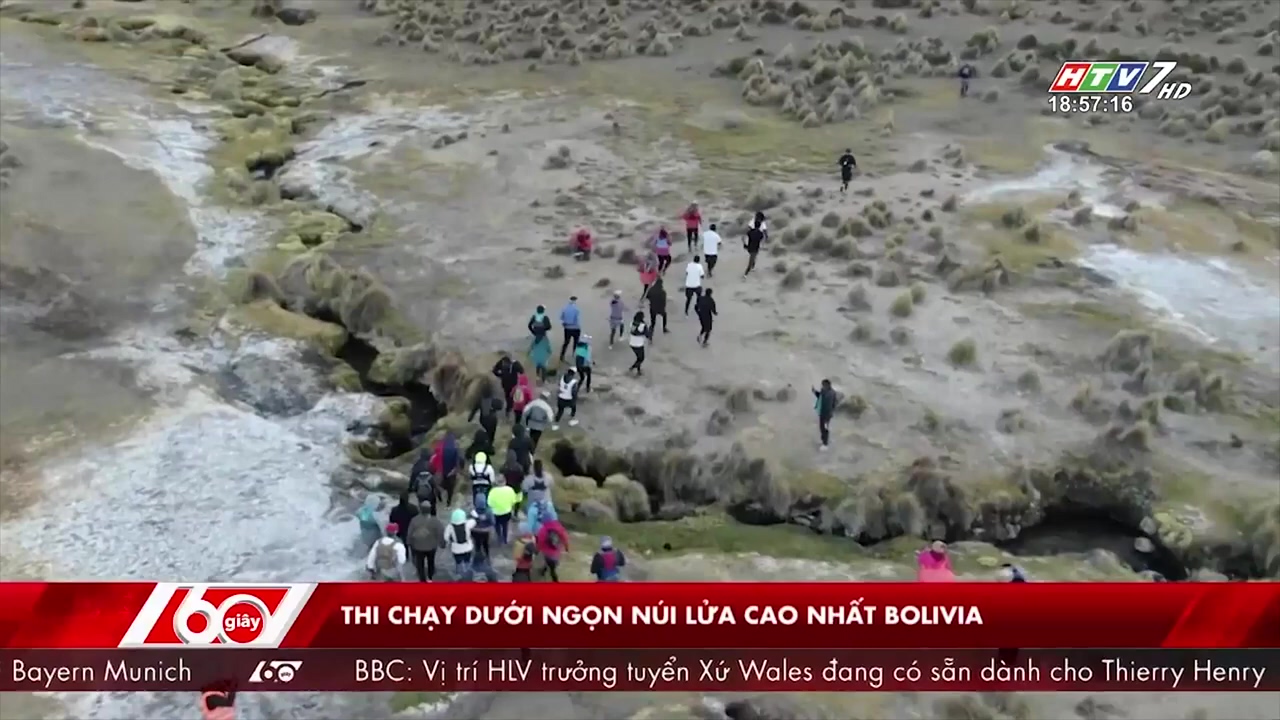 HTV7 HD
18:57:16
60 giây
THI CHẠY DƯỚI NGỌN NÚI LỬA CAO NHẤT BOLIVIA
Bayern Munich 60 BBC: Vị trí HLV trưởng tuyển Xứ Wales đang có sẵn dành cho Thierry Henry